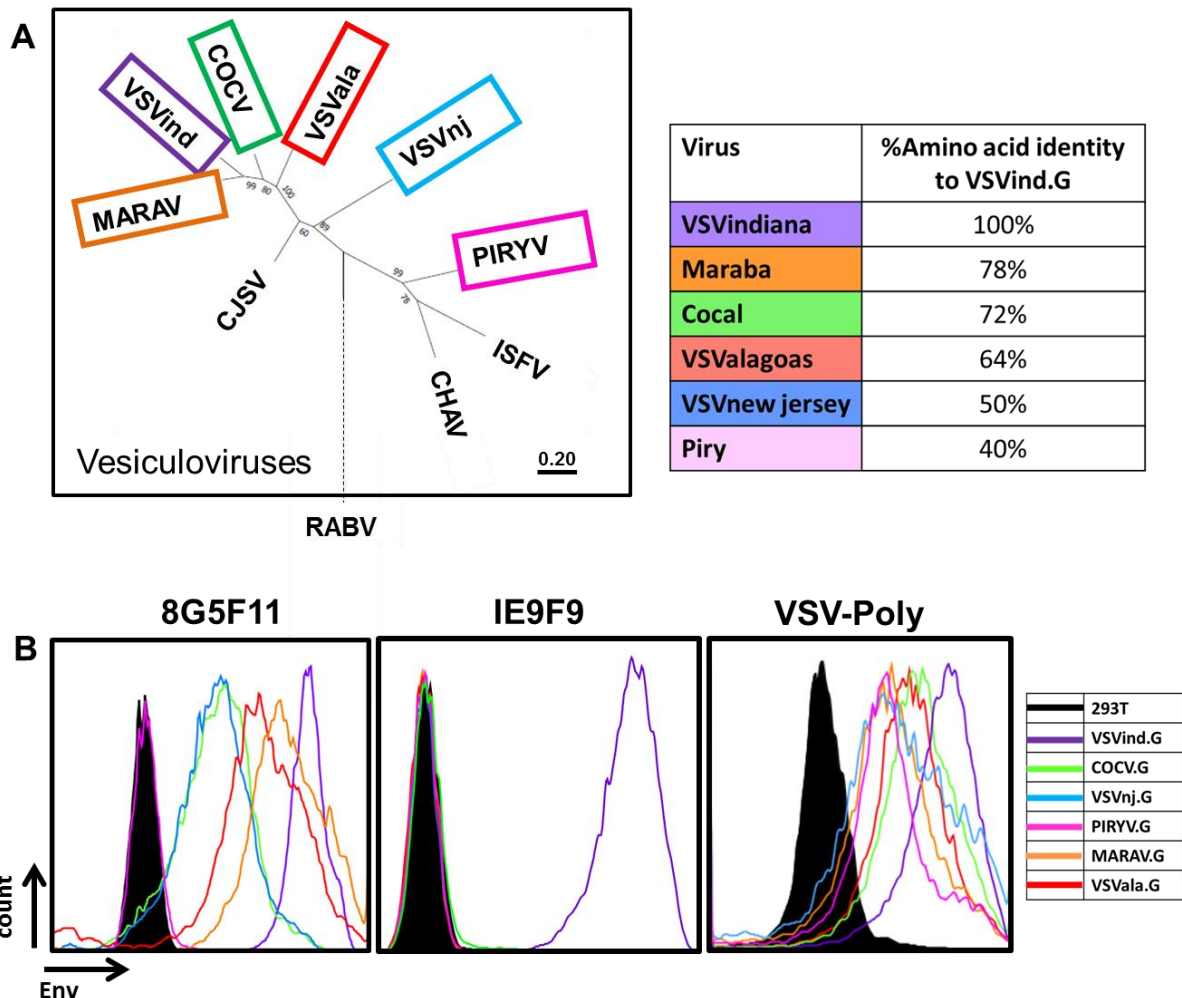 A
VSVind
COCV
VSVala
VSVnj
MARAV
PIRYV
CJSV
ISFV
CHAV
99
80
100
60
89
99
78
Vesiculoviruses
0.20
RABV
Virus
%Amino acid identity
to VSVind.G
VSVindiana 100%
Maraba 78%
Cocal 72%
VSValagoas 64%
VSVnew jersey 50%
Piry 40%
B
8G5F11
IE9F9
VSV-Poly
count
Env
293T
VSVind.G
COCV.G
VSVnj.G
PIRYV.G
MARAV.G
VSVala.G